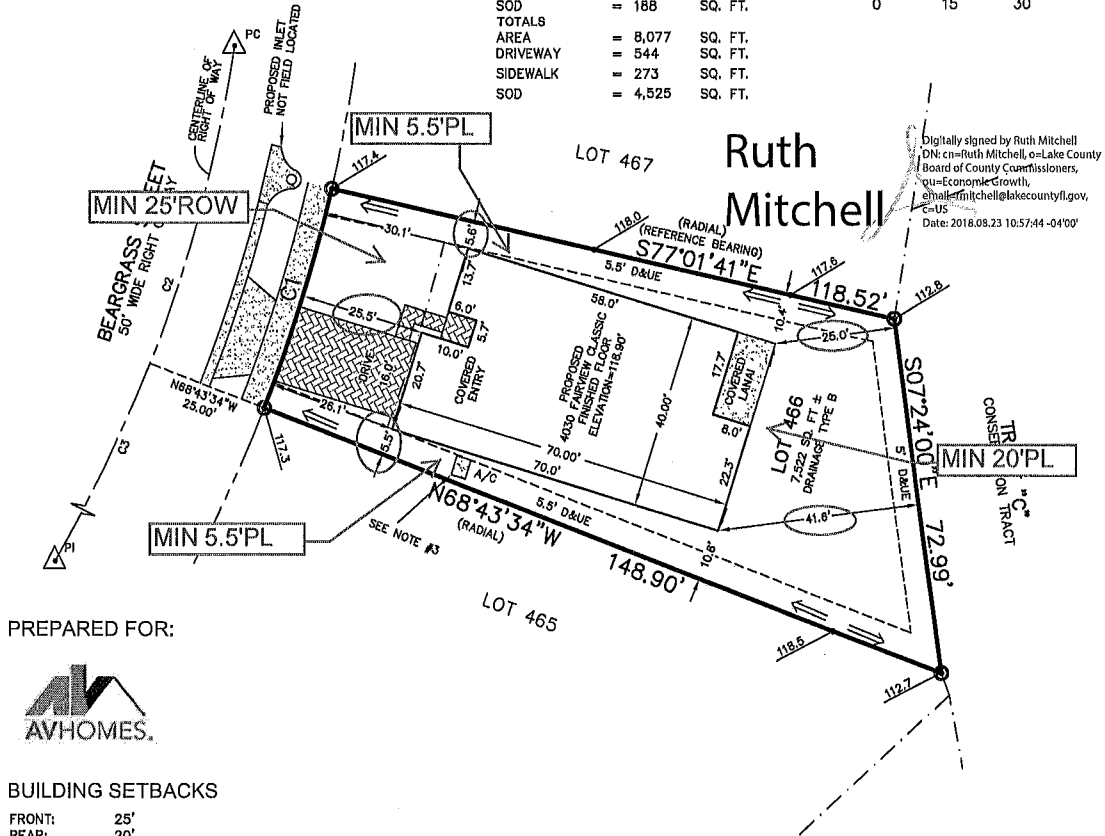 SOD = 188 SQ. FT.
TOTALS
AREA = 8,077 SQ. FT.
DRIVEWAY = 544 SQ. FT.
SIDEWALK = 273 SQ. FT.
SOD = 4,525 SQ. FT.
0 15 30
PC
CENTERLINE OF
RIGHT OF WAY
PROPOSED INLET
NOT FIELD LOCATED
MIN 5.5'PL
LOT 467
Ruth
Mitchell
Digitally signed by Ruth Mitchell
DN: cn=Ruth Mitchell, o=Lake County
Board of County Commissioners,
ou=Economic Growth,
email=rmitchell@lakecountyfl.gov,
c=US
Date: 2018.08.23 10:57:44 -04'00'
117.4
MIN 25'ROW
BEARGRASS
50' WIDE RIGHT
C2
C1
C3
30.1'
5.6'
13.7'
118.0
(RADIAL)
(REFERENCE BEARING)
S77°01'41"E
118.52'
5.5' D&UE
117.6
112.8
10.4'
25.0'
58.0'
25.5'
6.0'
5.7'
10.0'
DRIVE
16.0'
20.7'
COVERED
ENTRY
PROPOSED
4030 FAIRVIEW CLASSIC
FINISHED FLOOR
ELEVATION=118.90'
40.00'
17.7'
COVERED
LANAI
8.0'
22.3'
LOT 466
7,522 SQ. FT ±
DRAINAGE TYPE B
S07°24'00"E
72.99'
5' D&UE
"C"
MIN 20'PL
41.6'
N68°43'34"W
25.00'
26.1'
5.5'
117.3
70.00'
70.0'
A/C
5.5' D&UE
N68°43'34"W
(RADIAL)
148.90'
SEE NOTE #3
MIN 5.5'PL
PI
10.8'
LOT 465
118.5
112.7
PREPARED FOR:
AVHOMES.
BUILDING SETBACKS
FRONT: 25'
REAR: 20'